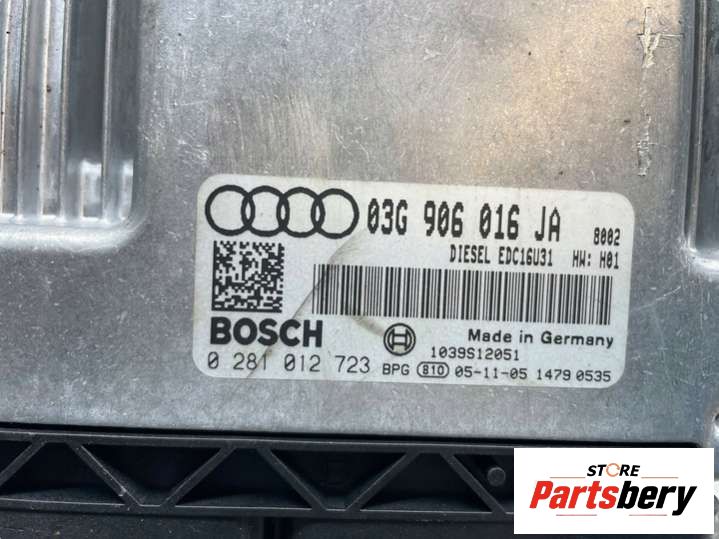 03G 906 016 JA 8002
DIESEL EDC16U31 HW: H01
BOSCH
Made in Germany
1039S12051
0 281 012 723 BPG 810 05-11-05 1479 0535
STORE
Partsbery